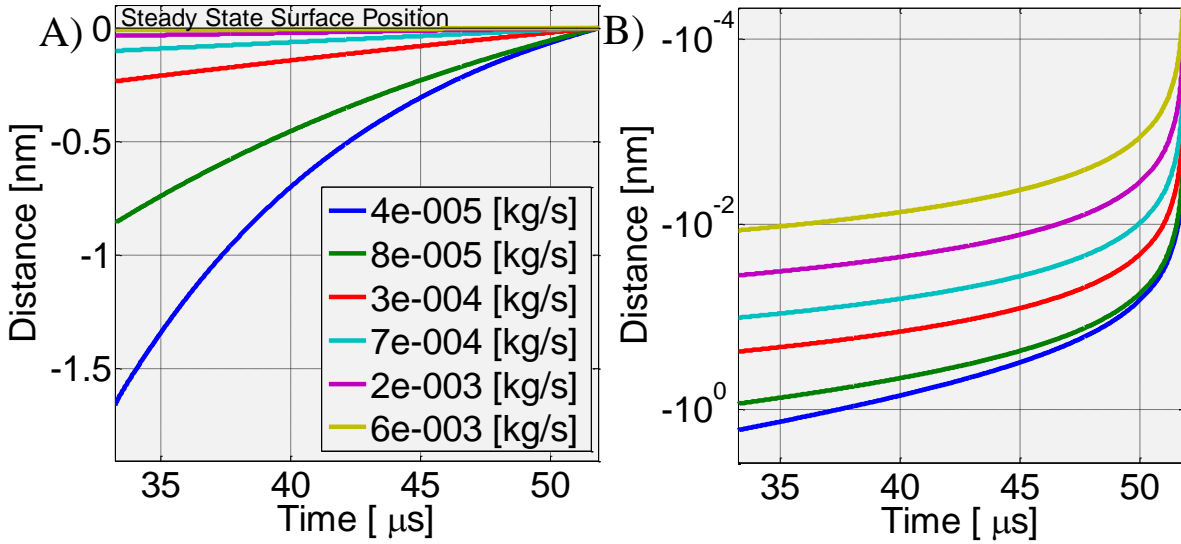 A)
Steady State Surface Position
0
-0.5
-1
-1.5
Distance [nm]
35
40
45
50
Time [ μs]
4e-005 [kg/s]
8e-005 [kg/s]
3e-004 [kg/s]
7e-004 [kg/s]
2e-003 [kg/s]
6e-003 [kg/s]
B)
-10^-4
-10^-2
-10^0
Distance [nm]
35
40
45
50
Time [ μs]